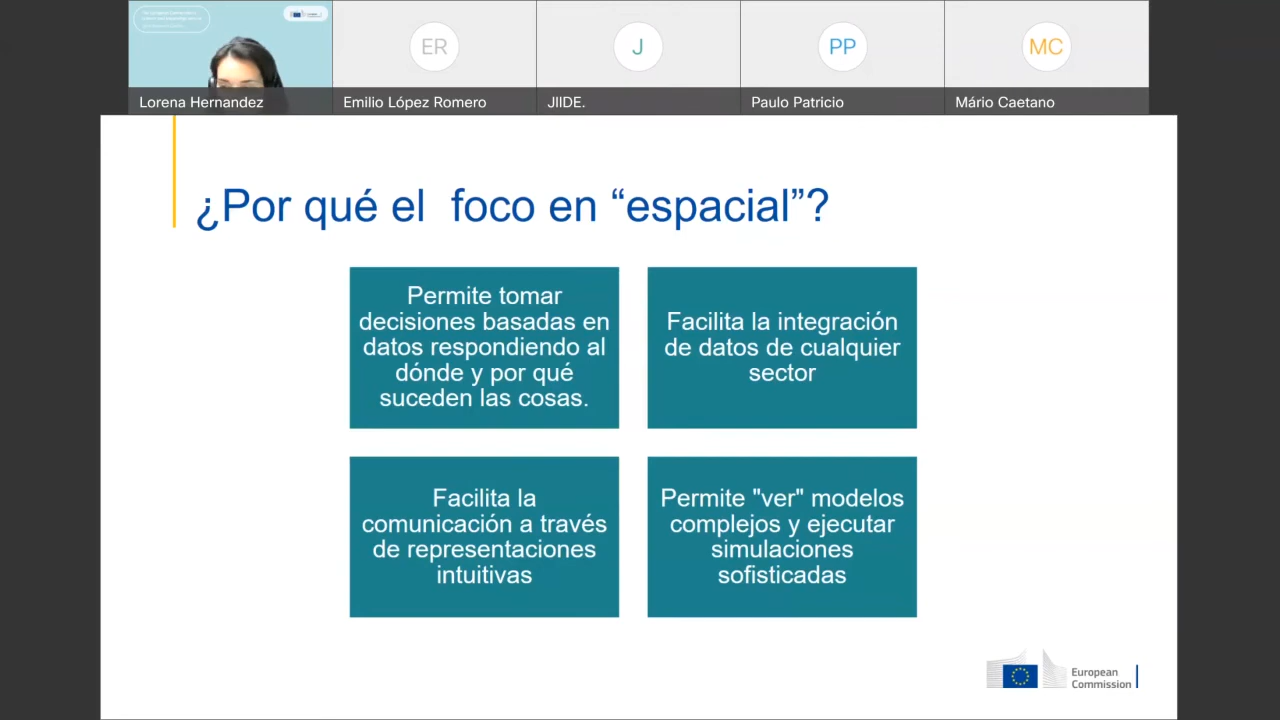 ER
J
PP
MC
Lorena Hernandez
Emilio López Romero
JIIDE.
Paulo Patricio
Mário Caetano
¿Por qué el  foco en “espacial”?
Permite tomar
decisiones basadas en
datos respondiendo al
dónde y por qué
suceden las cosas.
Facilita la integración
de datos de cualquier
sector
Facilita la
comunicación a través
de representaciones
intuitivas
Permite "ver" modelos
complejos y ejecutar
simulaciones
sofisticadas
European
Commission